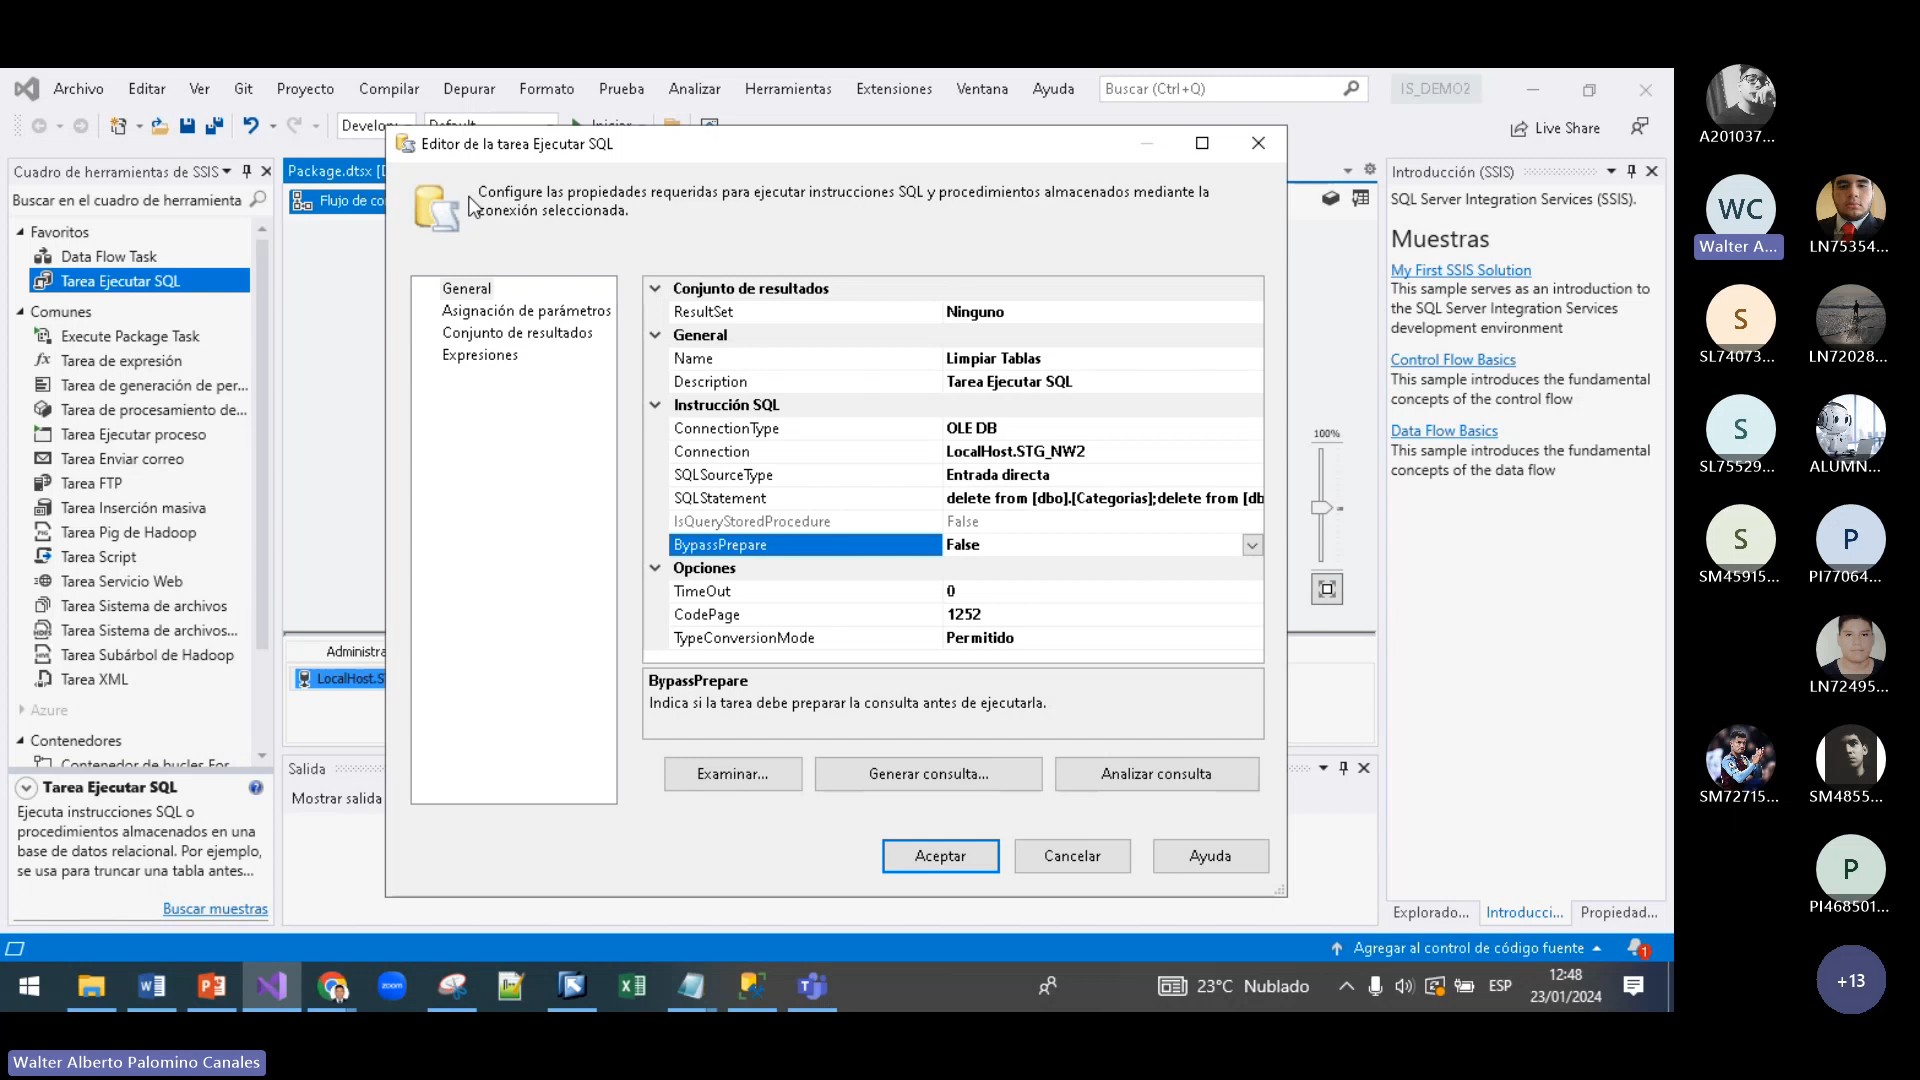 Archivo Editar Ver Git Proyecto Compilar Depurar Formato Prueba Analizar Herramientas Extensiones Ventana Ayuda
Buscar (Ctrl+Q)
IS_DEMO2
Live Share
Cuadro de herramientas de SSIS
Buscar en el cuadro de herramienta
Favoritos
Data Flow Task
Tarea Ejecutar SQL
Comunes
Execute Package Task
Tarea de expresión
Tarea de generación de per...
Tarea de procesamiento de...
Tarea Ejecutar proceso
Tarea Enviar correo
Tarea FTP
Tarea Inserción masiva
Tarea Pig de Hadoop
Tarea Script
Tarea Servicio Web
Tarea Sistema de archivos
Tarea Sistema de archivos...
Tarea Subárbol de Hadoop
Tarea XML
Azure
Contenedores
Contenedor de bucles For
Tarea Ejecutar SQL
Ejecuta instrucciones SQL o
procedimientos almacenados en una
base de datos relacional. Por ejemplo,
se usa para truncar una tabla antes...
Buscar muestras
Package.dtsx [D
Flujo de co
Administra
LocalHost.S
Salida
Mostrar salida
Editor de la tarea Ejecutar SQL
Configure las propiedades requeridas para ejecutar instrucciones SQL y procedimientos almacenados mediante la
conexión seleccionada.
General
Asignación de parámetros
Conjunto de resultados
Expresiones
Conjunto de resultados
ResultSet Ninguno
General
Name Limpiar Tablas
Description Tarea Ejecutar SQL
Instrucción SQL
ConnectionType OLE DB
Connection LocalHost.STG_NW2
SQLSourceType Entrada directa
SQLStatement delete from [dbo].[Categorias];delete from [db
IsQueryStoredProcedure False
BypassPrepare False
Opciones
TimeOut 0
CodePage 1252
TypeConversionMode Permitido
BypassPrepare
Indica si la tarea debe preparar la consulta antes de ejecutarla.
Examinar... Generar consulta... Analizar consulta
Aceptar Cancelar Ayuda
100%
Introducción (SSIS)
SQL Server Integration Services (SSIS).
Muestras
My First SSIS Solution
This sample serves as an introduction to
the SQL Server Integration Services
development environment
Control Flow Basics
This sample introduces the fundamental
concepts of the control flow
Data Flow Basics
This sample introduces the fundamental
concepts of the data flow
Explorado... Introducci... Propiedad...
Agregar al control de código fuente
1
zoom
23°C Nublado
ESP
12:48
23/01/2024
A201037...
WC
Walter A...
LN75354...
S
SL74073...
LN72028...
S
SL75529...
ALUMN...
S
SM45915...
P
PI77064...
LN72495...
SM72715...
SM4855...
P
PI468501...
+13
Walter Alberto Palomino Canales